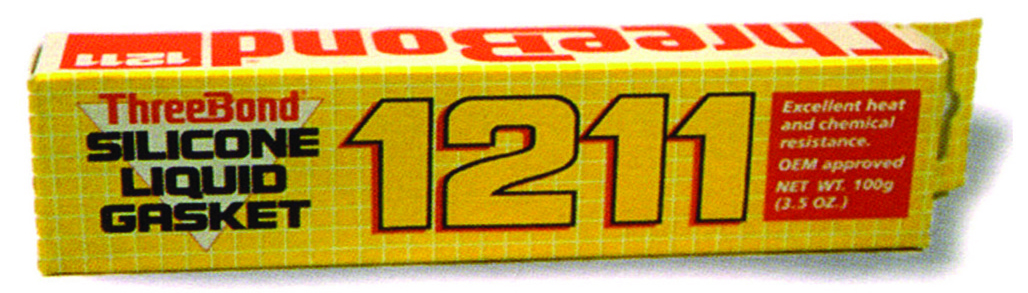 ThreeBond
1211
ThreeBond
SILICONE
LIQUID
GASKET
1211
Excellent heat
and chemical
resistance.
OEM approved
NET WT. 100g
(3.5 OZ.)